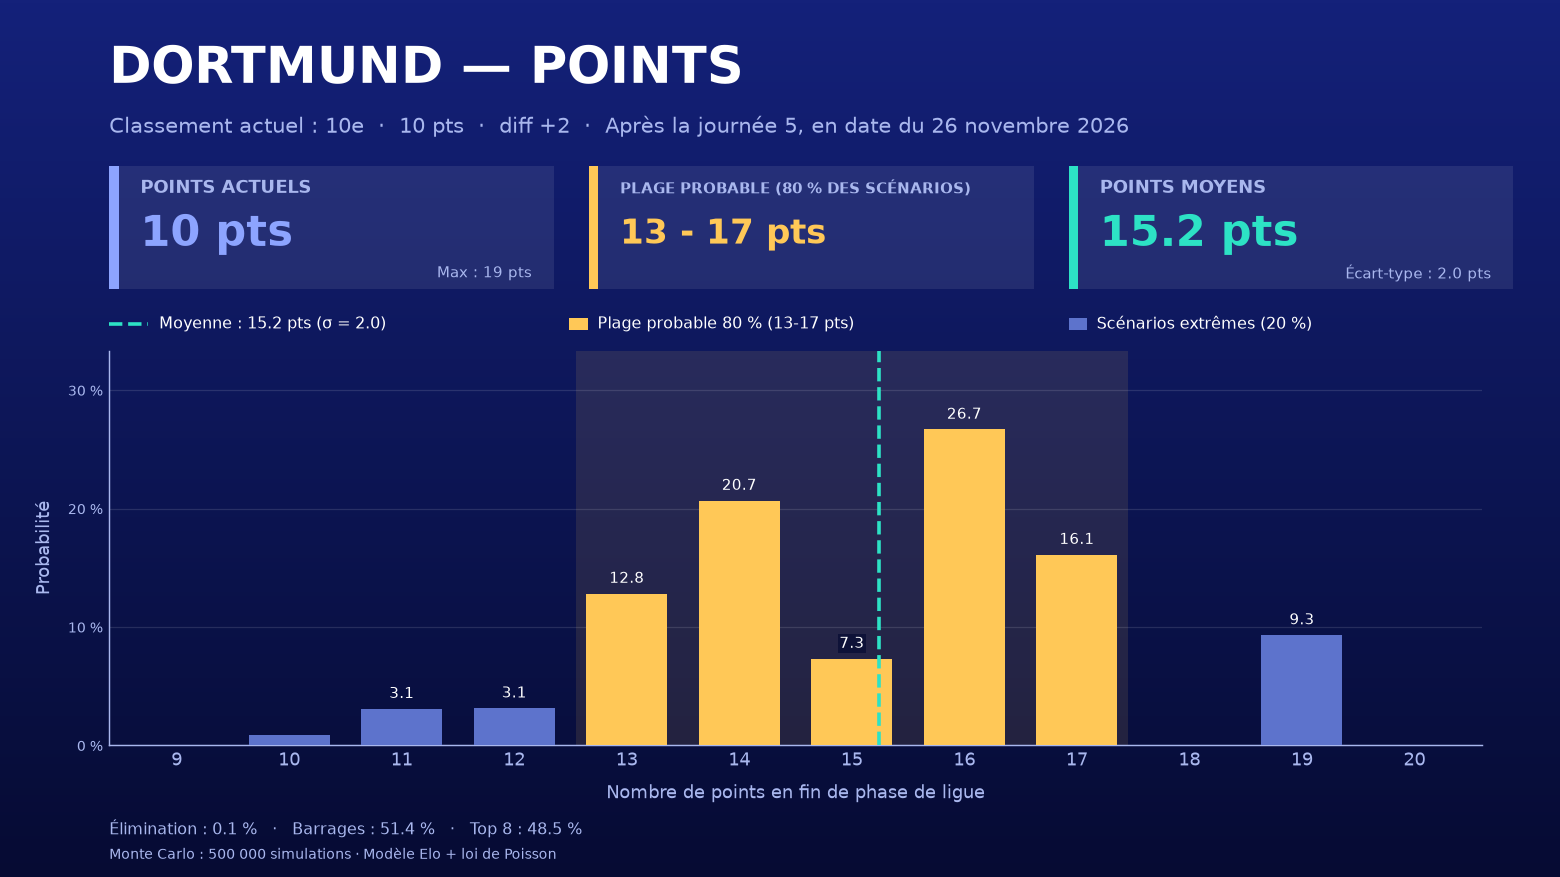 DORTMUND — POINTS
Classement actuel : 10e · 10 pts · diff +2 · Après la journée 5, en date du 26 novembre 2026
POINTS ACTUELS
10 pts
Max : 19 pts
PLAGE PROBABLE (80 % DES SCÉNARIOS)
13 - 17 pts
POINTS MOYENS
15.2 pts
Écart-type : 2.0 pts
Moyenne : 15.2 pts (σ = 2.0)
Plage probable 80 % (13-17 pts)
Scénarios extrêmes (20 %)
Probabilité
30 %
20 %
10 %
0 %
3.1
3.1
12.8
20.7
7.3
26.7
16.1
9.3
9 10 11 12 13 14 15 16 17 18 19 20
Nombre de points en fin de phase de ligue
Élimination : 0.1 % · Barrages : 51.4 % · Top 8 : 48.5 %
Monte Carlo : 500 000 simulations · Modèle Elo + loi de Poisson